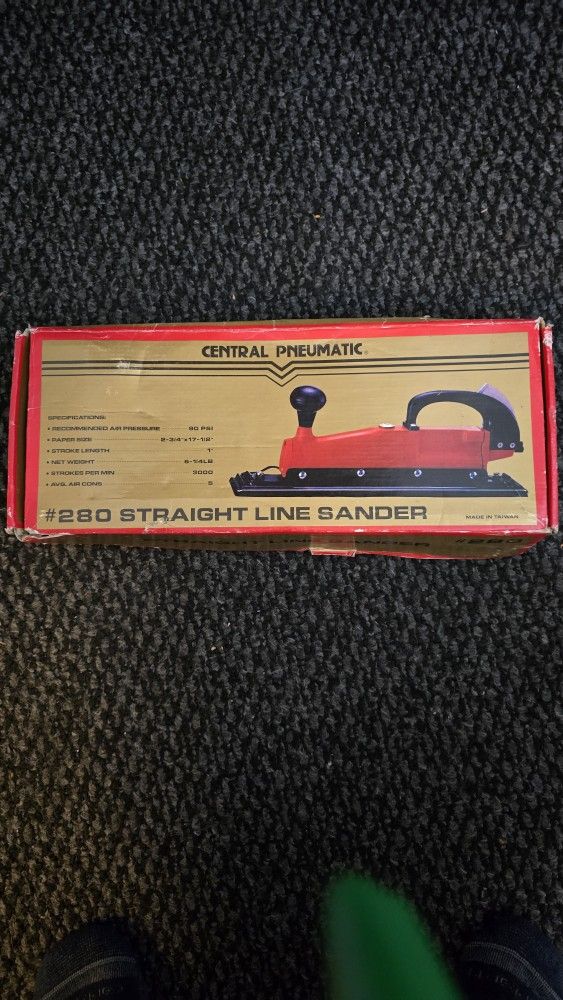 CENTRAL PNEUMATIC®
SPECIFICATIONS:
• RECOMMENDED AIR PRESSURE 90 PSI
• PAPER SIZE 2-3/4"x17-1/2"
• STROKE LENGTH 1"
• NET WEIGHT 6-1/4LB
• STROKES PER MIN 3000
• AVG. AIR CONS 5
#280 STRAIGHT LINE SANDER
MADE IN TAIWAN